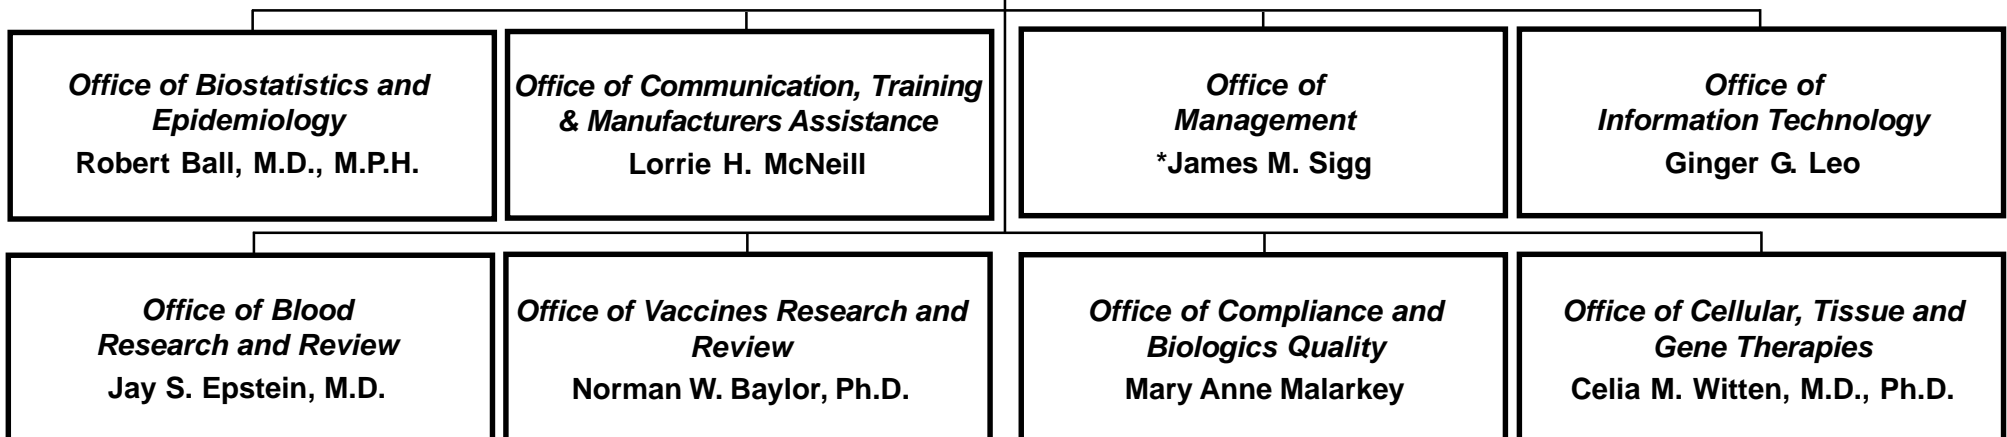 Office of Biostatistics and
Epidemiology
Robert Ball, M.D., M.P.H.
Office of Communication, Training
& Manufacturers Assistance
Lorrie H. McNeill
Office of
Management
*James M. Sigg
Office of
Information Technology
Ginger G. Leo
Office of Blood
Research and Review
Jay S. Epstein, M.D.
Office of Vaccines Research and
Review
Norman W. Baylor, Ph.D.
Office of Compliance and
Biologics Quality
Mary Anne Malarkey
Office of Cellular, Tissue and
Gene Therapies
Celia M. Witten, M.D., Ph.D.